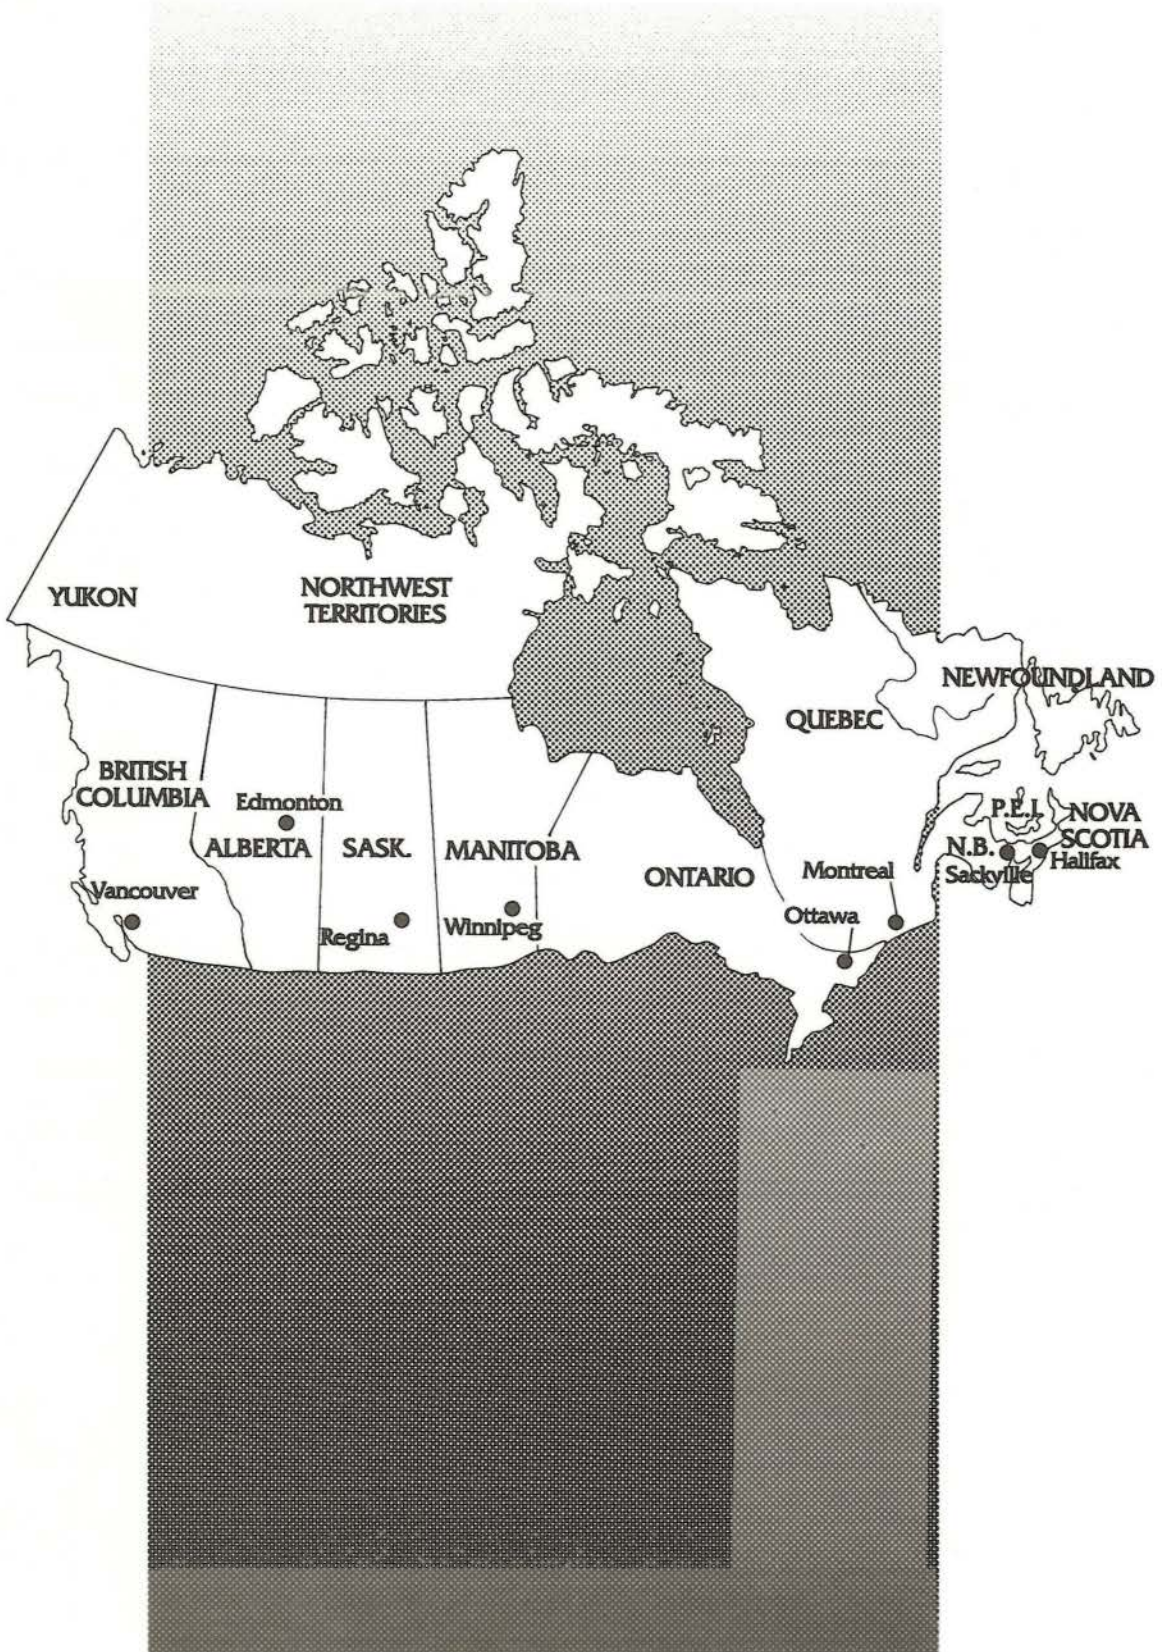 YUKON
NORTHWEST
TERRITORIES
NEWFOUNDLAND
QUEBEC
BRITISH
COLUMBIA
Edmonton
ALBERTA
SASK.
MANITOBA
P.E.I.
NOVA
SCOTIA
N.B.
Halifax
Sackville
ONTARIO
Montreal
Vancouver
Ottawa
Regina
Winnipeg